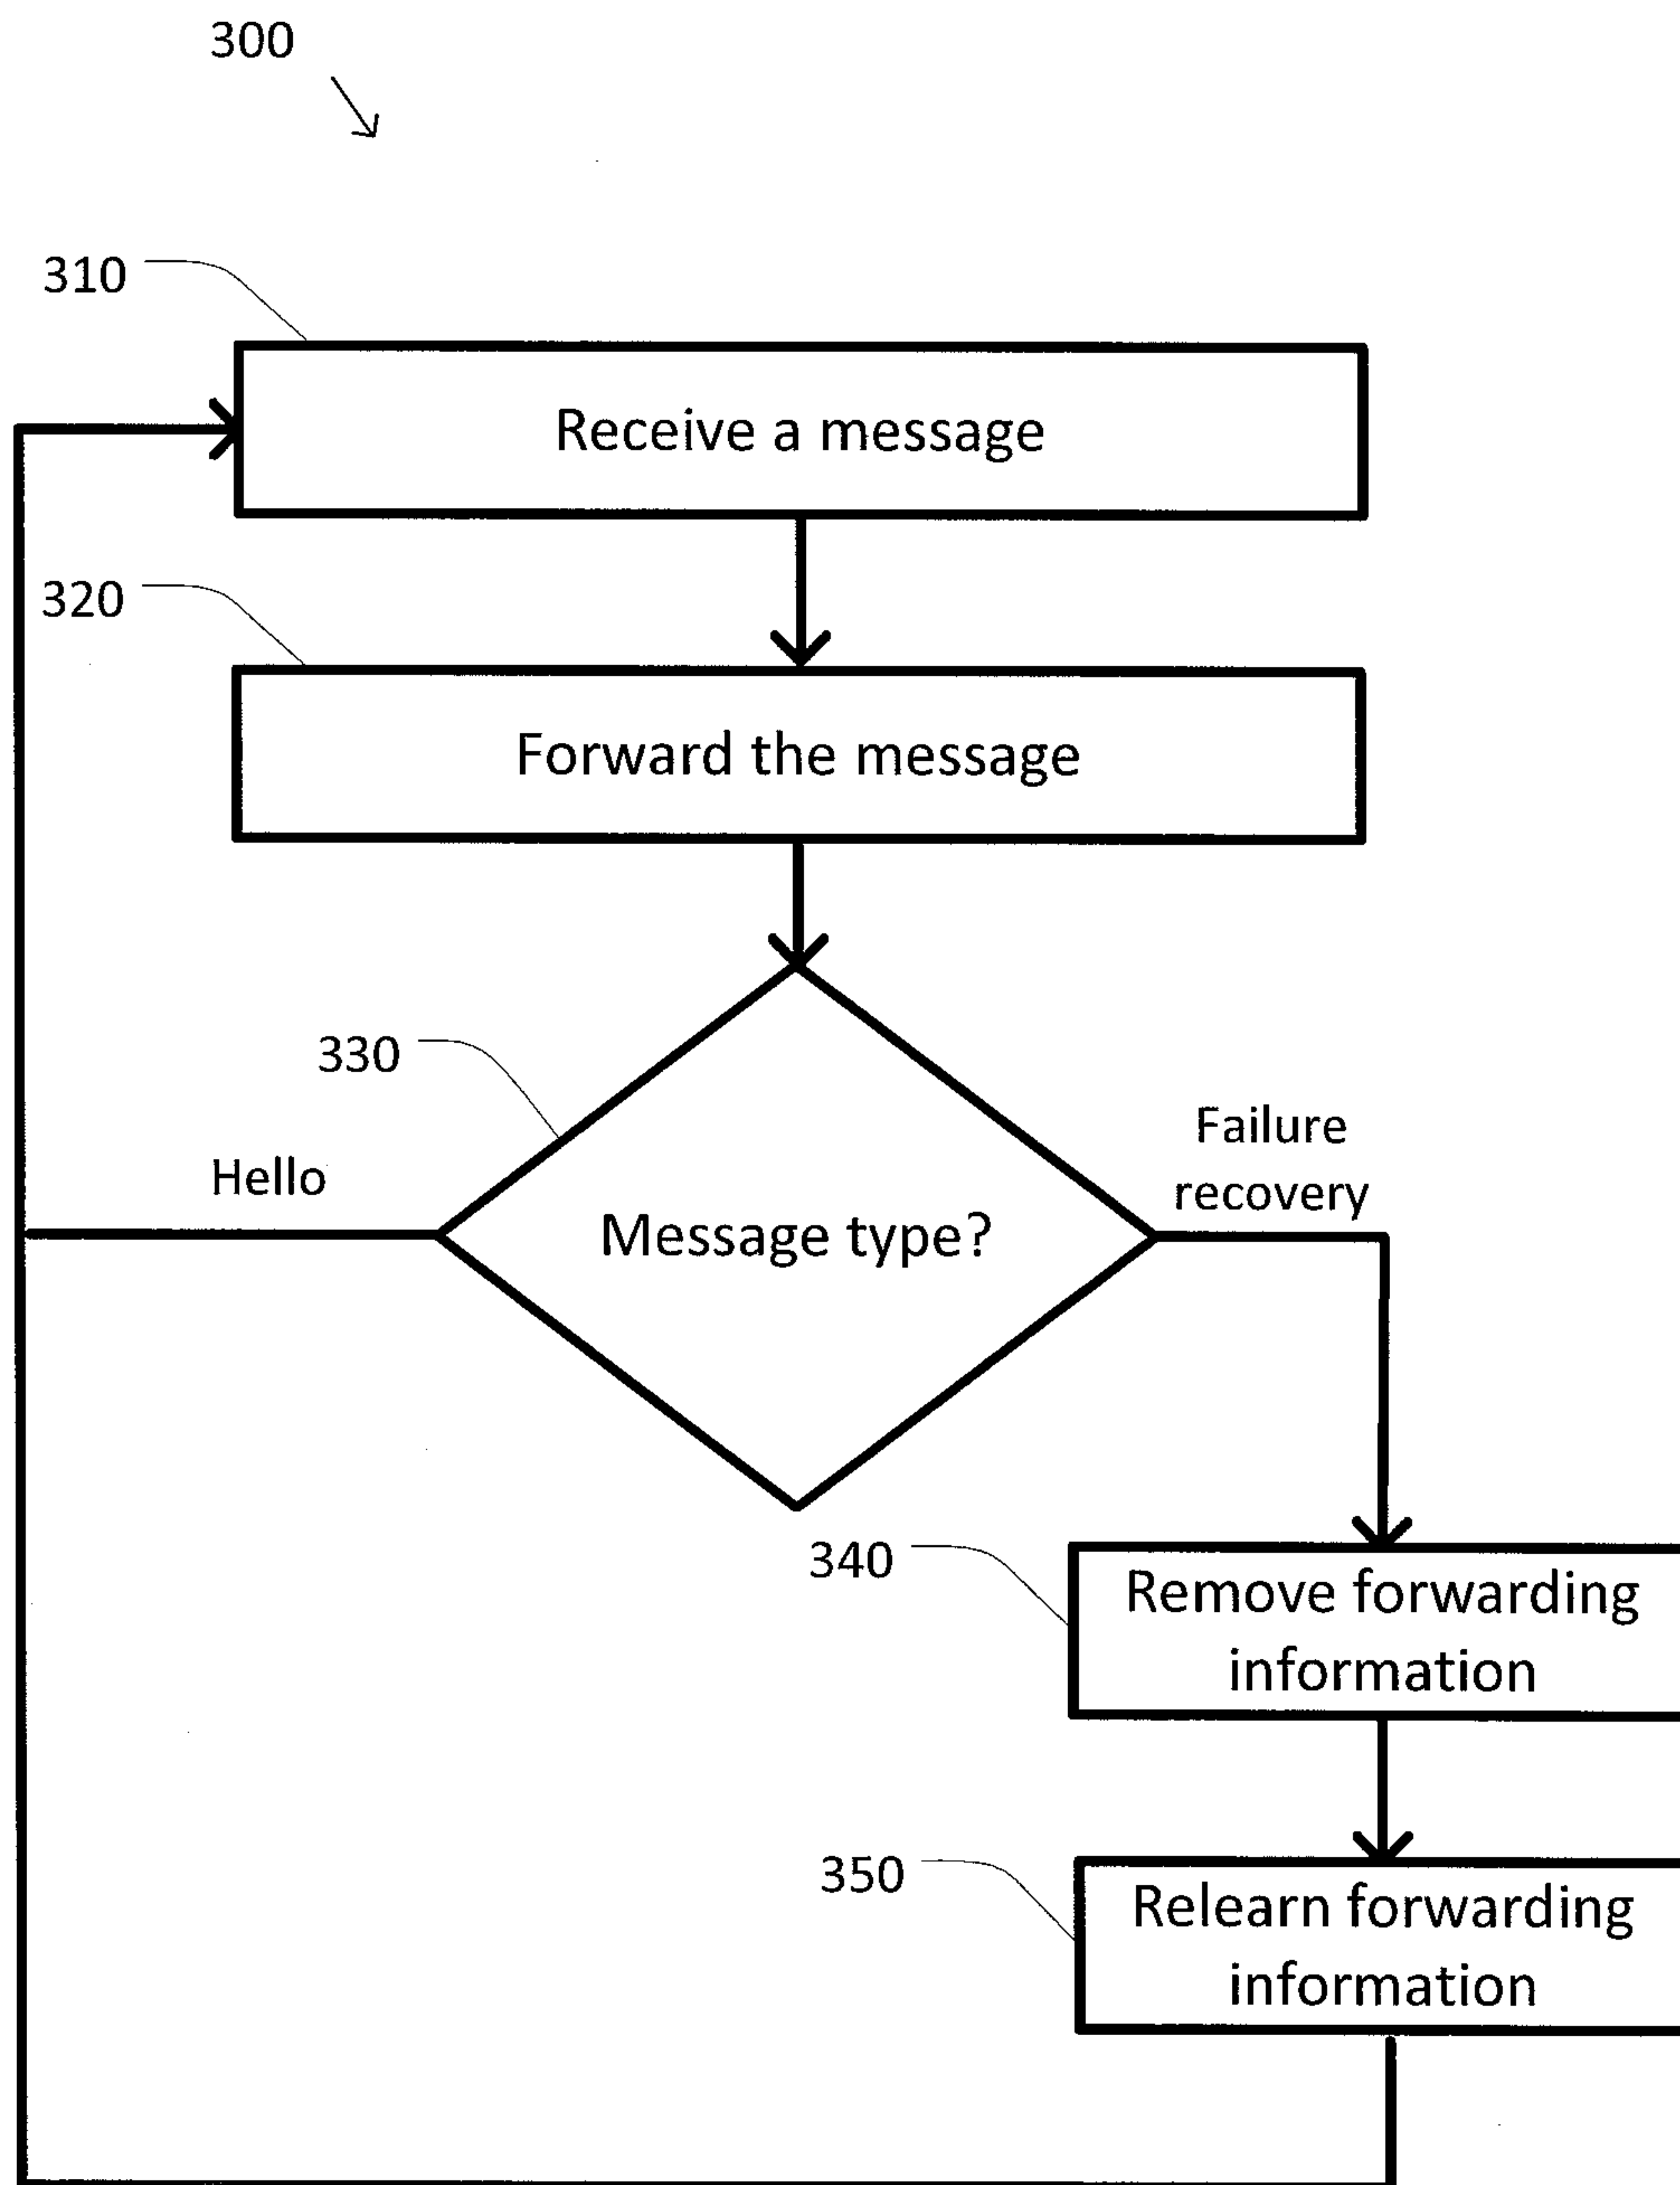 300
310
Receive a message
320
Forward the message
330
Hello
Message type?
Failure
recovery
340
Remove forwarding
information
350
Relearn forwarding
information